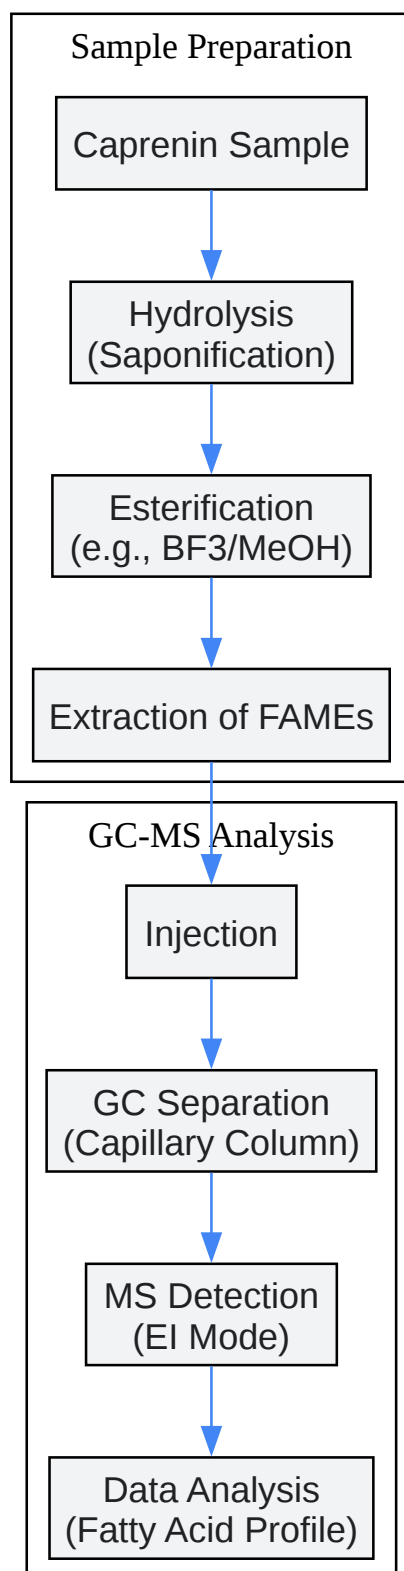 Sample Preparation
Caprenin Sample
Hydrolysis
(Saponification)
Esterification
(e.g., BF3/MeOH)
Extraction of FAMEs
GC-MS Analysis
Injection
GC Separation
(Capillary Column)
MS Detection
(EI Mode)
Data Analysis
(Fatty Acid Profile)